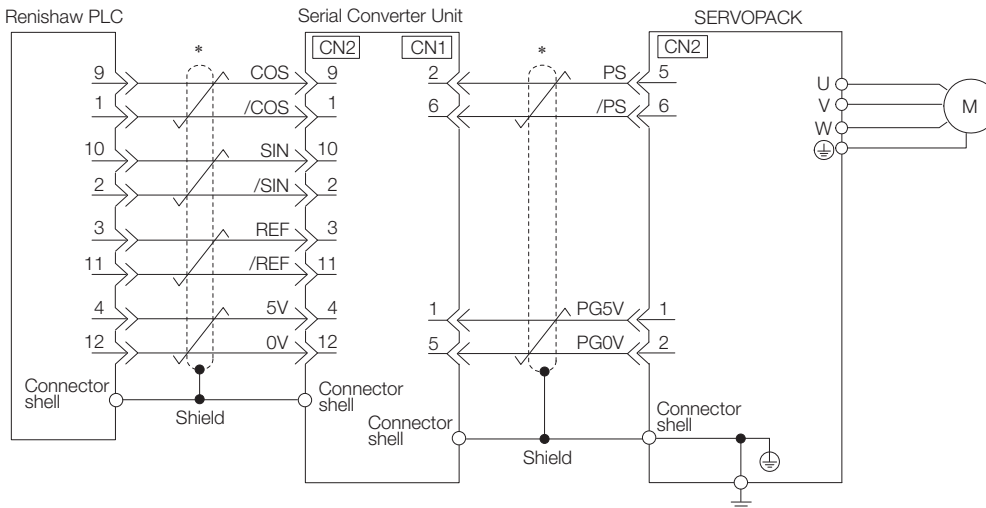 Renishaw PLC Serial Converter Unit SERVOPACK
* CN2 CN1 * CN2
9 COS 9 2 PS 5
1 /COS 1 6 /PS 6
U
V
W
M
10 SIN 10
2 /SIN 2
3 REF 3
11 /REF 11
4 5V 4 1 PG5V 1
12 0V 12 5 PG0V 2
Connector
shell
Shield
Connector
shell
Connector
shell
Shield
Connector
shell